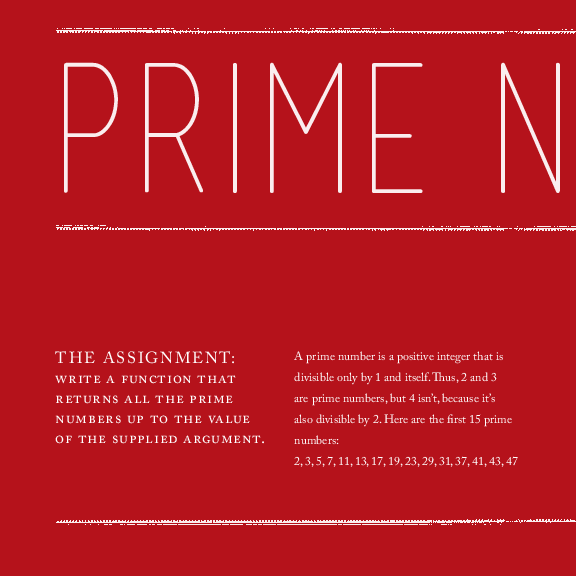 PRIME N
THE ASSIGNMENT:
WRITE A FUNCTION THAT
RETURNS ALL THE PRIME
NUMBERS UP TO THE VALUE
OF THE SUPPLIED ARGUMENT.
A prime number is a positive integer that is
divisible only by 1 and itself. Thus, 2 and 3
are prime numbers, but 4 isn’t, because it’s
also divisible by 2. Here are the first 15 prime
numbers:
2, 3, 5, 7, 11, 13, 17, 19, 23, 29, 31, 37, 41, 43, 47